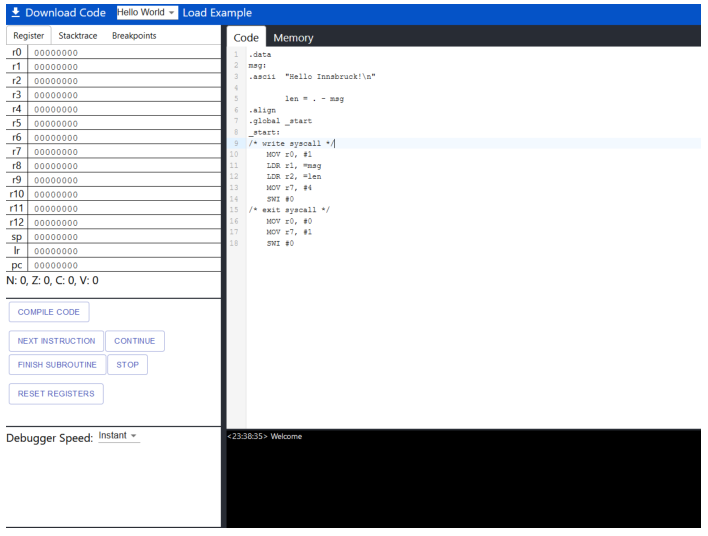 Download Code Hello World Load Example
Register Stacktrace Breakpoints
r0 00000000
r1 00000000
r2 00000000
r3 00000000
r4 00000000
r5 00000000
r6 00000000
r7 00000000
r8 00000000
r9 00000000
r10 00000000
r11 00000000
r12 00000000
sp 00000000
lr 00000000
pc 00000000
N: 0, Z: 0, C: 0, V: 0
COMPILE CODE
NEXT INSTRUCTION CONTINUE
FINISH SUBROUTINE STOP
RESET REGISTERS
Debugger Speed: Instant
Code Memory
1 .data
2 msg:
3 .ascii "Hello Innsbruck!\n"
4
5 len = . - msg
6 .align
7 .global _start
8 _start:
9 /* write syscall */
10 MOV r0, #1
11 LDR r1, =msg
12 LDR r2, =len
13 MOV r7, #4
14 SWI #0
15 /* exit syscall */
16 MOV r0, #0
17 MOV r7, #1
18 SWI #0
<23:38:35> Welcome